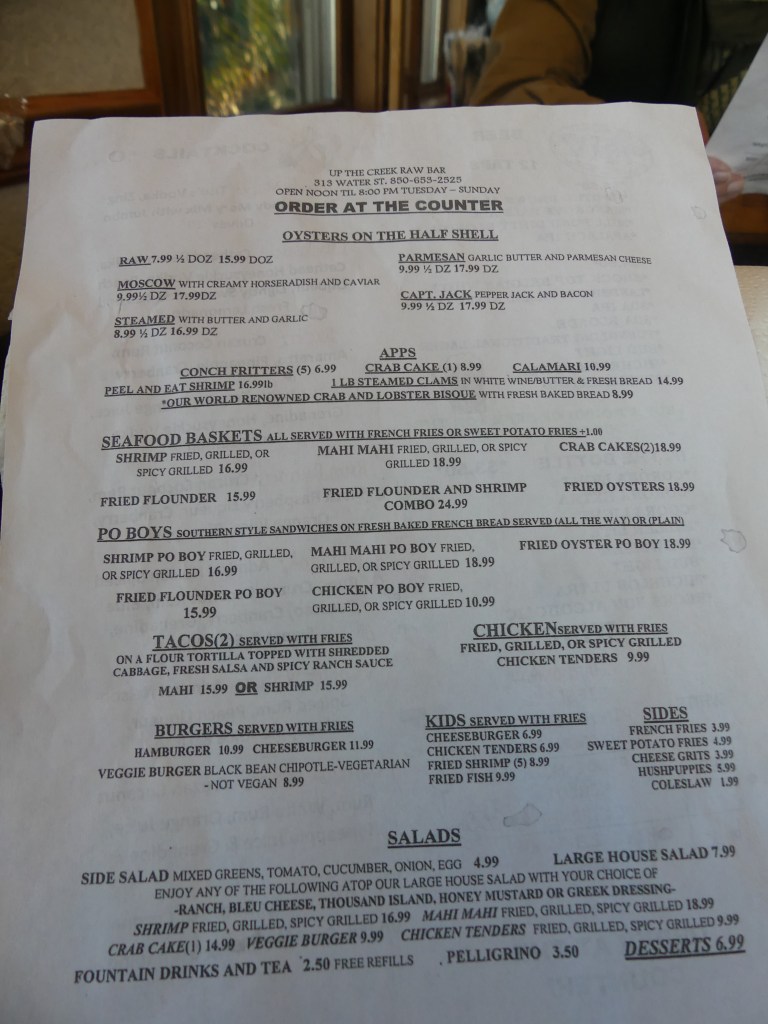 UP THE CREEK RAW BAR
313 WATER ST. 850-653-2525
OPEN NOON TIL 8:00 PM TUESDAY – SUNDAY
ORDER AT THE COUNTER
OYSTERS ON THE HALF SHELL
RAW 7.99 ½ DOZ 15.99 DOZ
MOSCOW WITH CREAMY HORSERADISH AND CAVIAR
9.99½ DZ 17.99DZ
STEAMED WITH BUTTER AND GARLIC
8.99 ½ DZ 16.99 DZ
PARMESAN GARLIC BUTTER AND PARMESAN CHEESE
9.99 ½ DZ 17.99 DZ
CAPT. JACK PEPPER JACK AND BACON
9.99 ½ DZ 17.99 DZ
APPS
CONCH FRITTERS (5) 6.99 CRAB CAKE (1) 8.99 CALAMARI 10.99
PEEL AND EAT SHRIMP 16.99lb 1 LB STEAMED CLAMS IN WHITE WINE/BUTTER & FRESH BREAD 14.99
*OUR WORLD RENOWNED CRAB AND LOBSTER BISQUE WITH FRESH BAKED BREAD 8.99
SEAFOOD BASKETS ALL SERVED WITH FRENCH FRIES OR SWEET POTATO FRIES +1.00
SHRIMP FRIED, GRILLED, OR
SPICY GRILLED 16.99
MAHI MAHI FRIED, GRILLED, OR SPICY
GRILLED 18.99
CRAB CAKES(2)18.99
FRIED FLOUNDER 15.99
FRIED FLOUNDER AND SHRIMP
COMBO 24.99
FRIED OYSTERS 18.99
PO BOYS SOUTHERN STYLE SANDWICHES ON FRESH BAKED FRENCH BREAD SERVED (ALL THE WAY) OR (PLAIN)
SHRIMP PO BOY FRIED, GRILLED,
OR SPICY GRILLED 16.99
MAHI MAHI PO BOY FRIED,
GRILLED, OR SPICY GRILLED 18.99
FRIED OYSTER PO BOY 18.99
FRIED FLOUNDER PO BOY
15.99
CHICKEN PO BOY FRIED,
GRILLED, OR SPICY GRILLED 10.99
TACOS(2) SERVED WITH FRIES
ON A FLOUR TORTILLA TOPPED WITH SHREDDED
CABBAGE, FRESH SALSA AND SPICY RANCH SAUCE
MAHI 15.99 OR SHRIMP 15.99
CHICKEN SERVED WITH FRIES
FRIED, GRILLED, OR SPICY GRILLED
CHICKEN TENDERS 9.99
BURGERS SERVED WITH FRIES
HAMBURGER 10.99 CHEESEBURGER 11.99
VEGGIE BURGER BLACK BEAN CHIPOTLE-VEGETARIAN
- NOT VEGAN 8.99
KIDS SERVED WITH FRIES
CHEESEBURGER 6.99
CHICKEN TENDERS 6.99
FRIED SHRIMP (5) 8.99
FRIED FISH 9.99
SIDES
FRENCH FRIES 3.99
SWEET POTATO FRIES 4.99
CHEESE GRITS 3.99
HUSHPUPPIES 5.99
COLESLAW 1.99
SALADS
SIDE SALAD MIXED GREENS, TOMATO, CUCUMBER, ONION, EGG 4.99 LARGE HOUSE SALAD 7.99
ENJOY ANY OF THE FOLLOWING ATOP OUR LARGE HOUSE SALAD WITH YOUR CHOICE OF
-RANCH, BLEU CHEESE, THOUSAND ISLAND, HONEY MUSTARD OR GREEK DRESSING-
SHRIMP FRIED, GRILLED, SPICY GRILLED 16.99 MAHI MAHI FRIED, GRILLED, SPICY GRILLED 18.99
CRAB CAKE(1) 14.99 VEGGIE BURGER 9.99 CHICKEN TENDERS FRIED, GRILLED, SPICY GRILLED 9.99
FOUNTAIN DRINKS AND TEA 2.50 FREE REFILLS . PELLIGRINO 3.50 DESSERTS 6.99